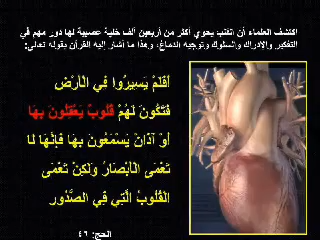 اكتشف العلماء أن القلب يحوي أكثر من أربعين ألف خلية عصبية لها دور مهم في
التفكير والإدراك والسلوك وتوجيه الدماغ، وهذا ما أشار إليه القرآن بقوله تعالى:
أَفَلَمْ يَسِيرُوا فِي الْأَرْضِ
فَتَكُونَ لَهُمْ قُلُوبٌ يَعْقِلُونَ بِهَا
أَوْ آذَانٌ يَسْمَعُونَ بِهَا فَإِنَّهَا لَا
تَعْمَى الْأَبْصَارُ وَلَكِنْ تَعْمَى
الْقُلُوبُ الَّتِي فِي الصُّدُورِ
الحج: ٤٦